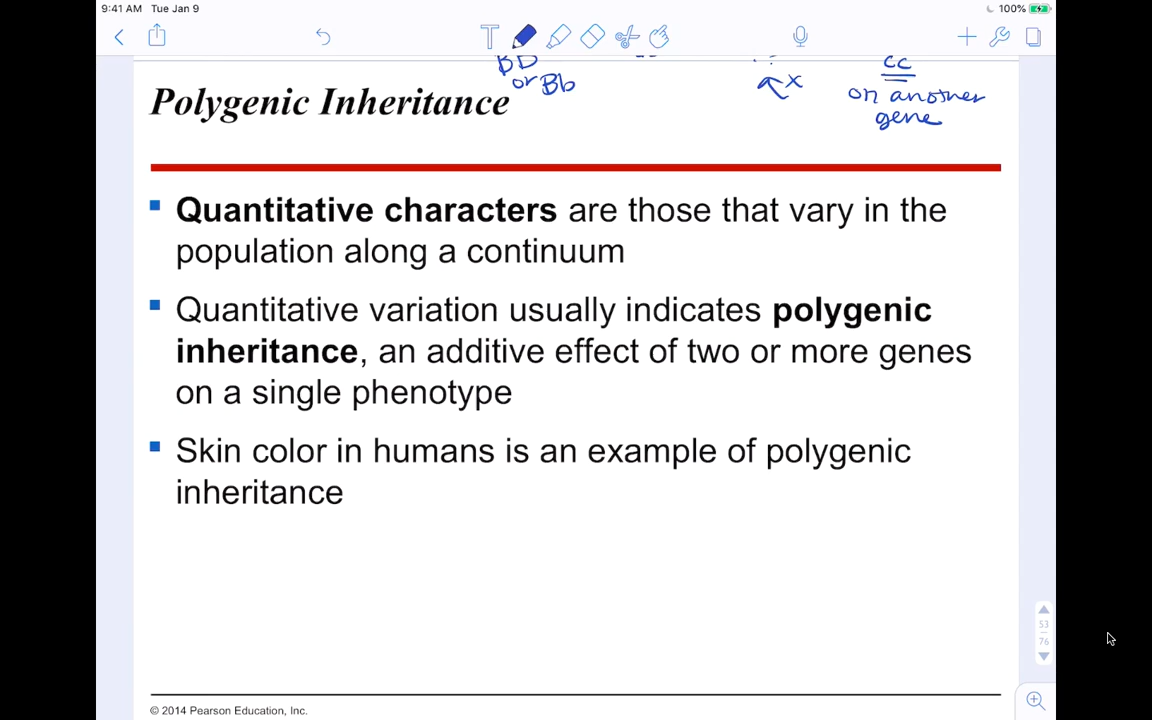 9:41 AM Tue Jan 9
100%
BD
or Bb
x
cc
on another
gene
Polygenic Inheritance
Quantitative characters are those that vary in the
population along a continuum
Quantitative variation usually indicates polygenic
inheritance, an additive effect of two or more genes
on a single phenotype
Skin color in humans is an example of polygenic
inheritance
53
76
© 2014 Pearson Education, Inc.